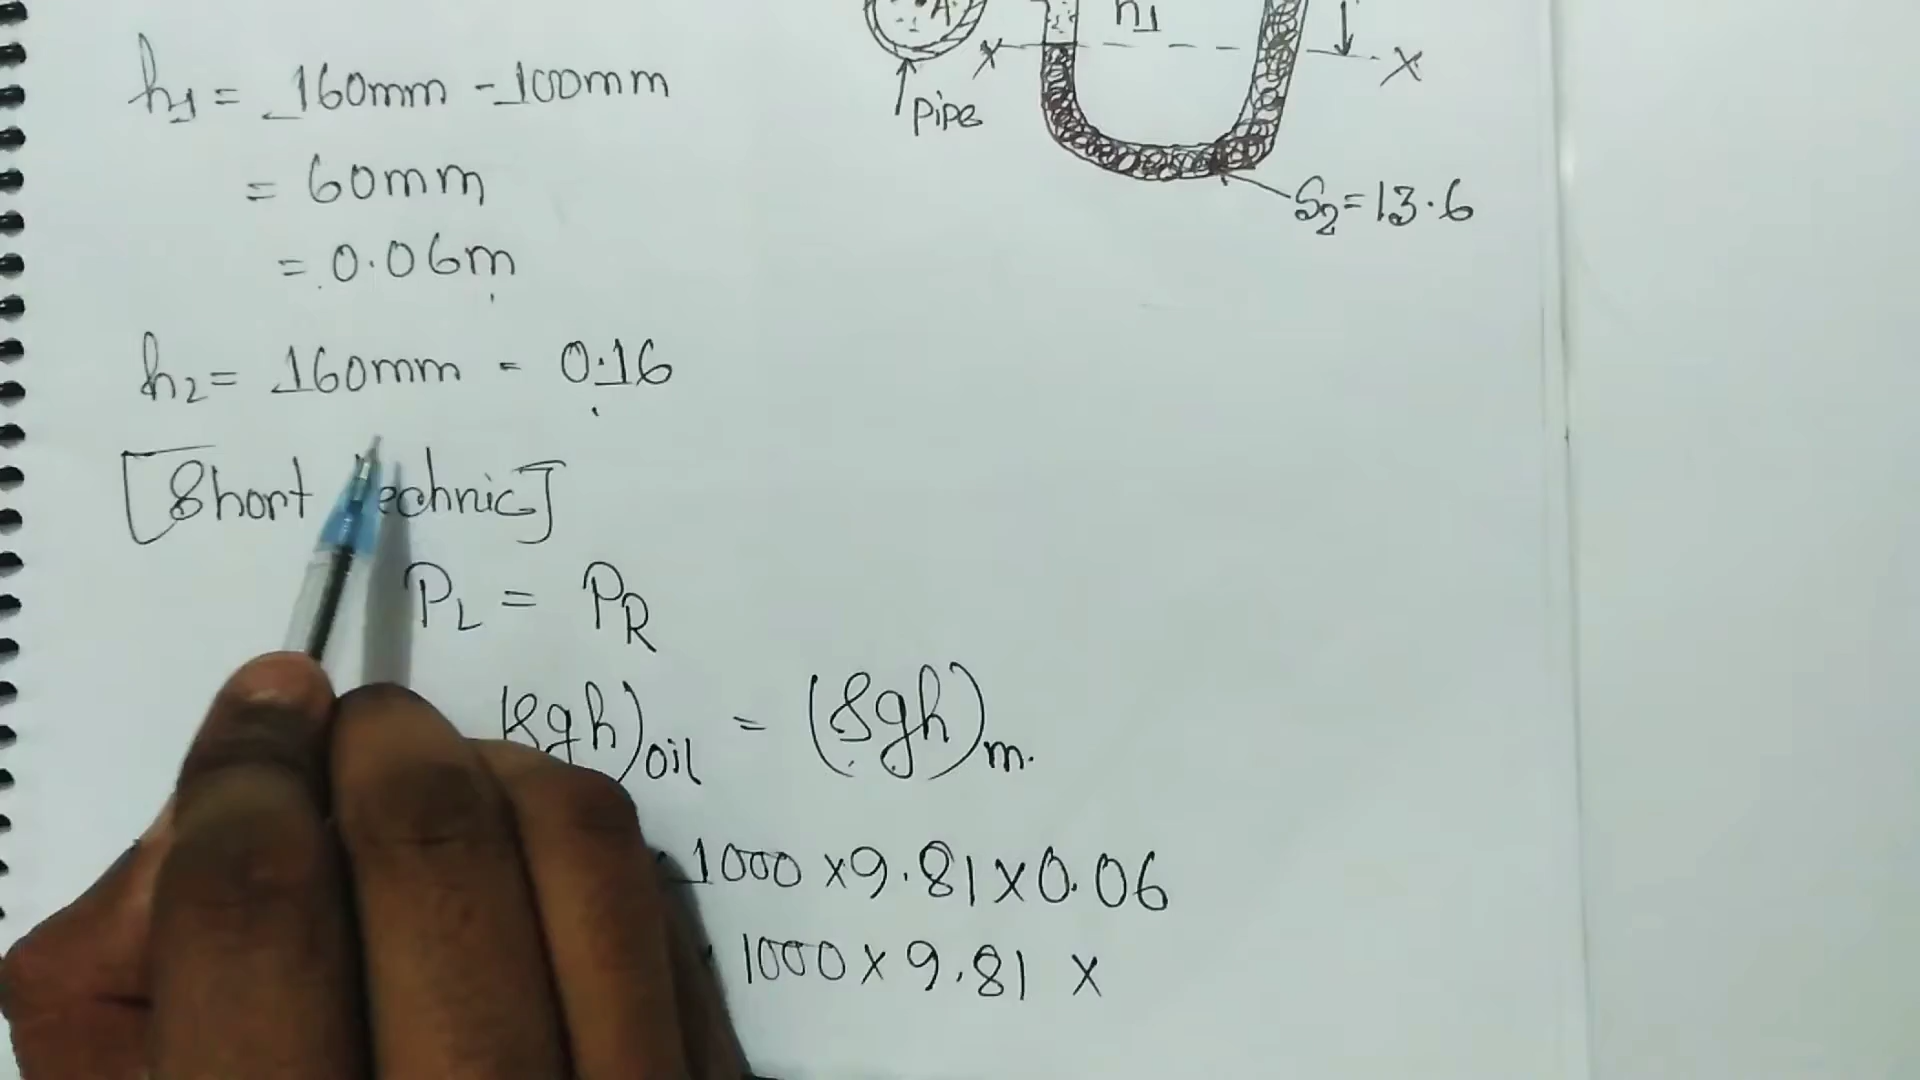 h1
X X
pipe
S2=13.6
h1 = 160mm - 100mm
= 60mm
= 0.06m
h2 = 160mm = 0.16
[Short technic]
PL = PR
ρgh)oil = (ρgh)m.
1000 x 9.81 x 0.06
1000 x 9.81 x